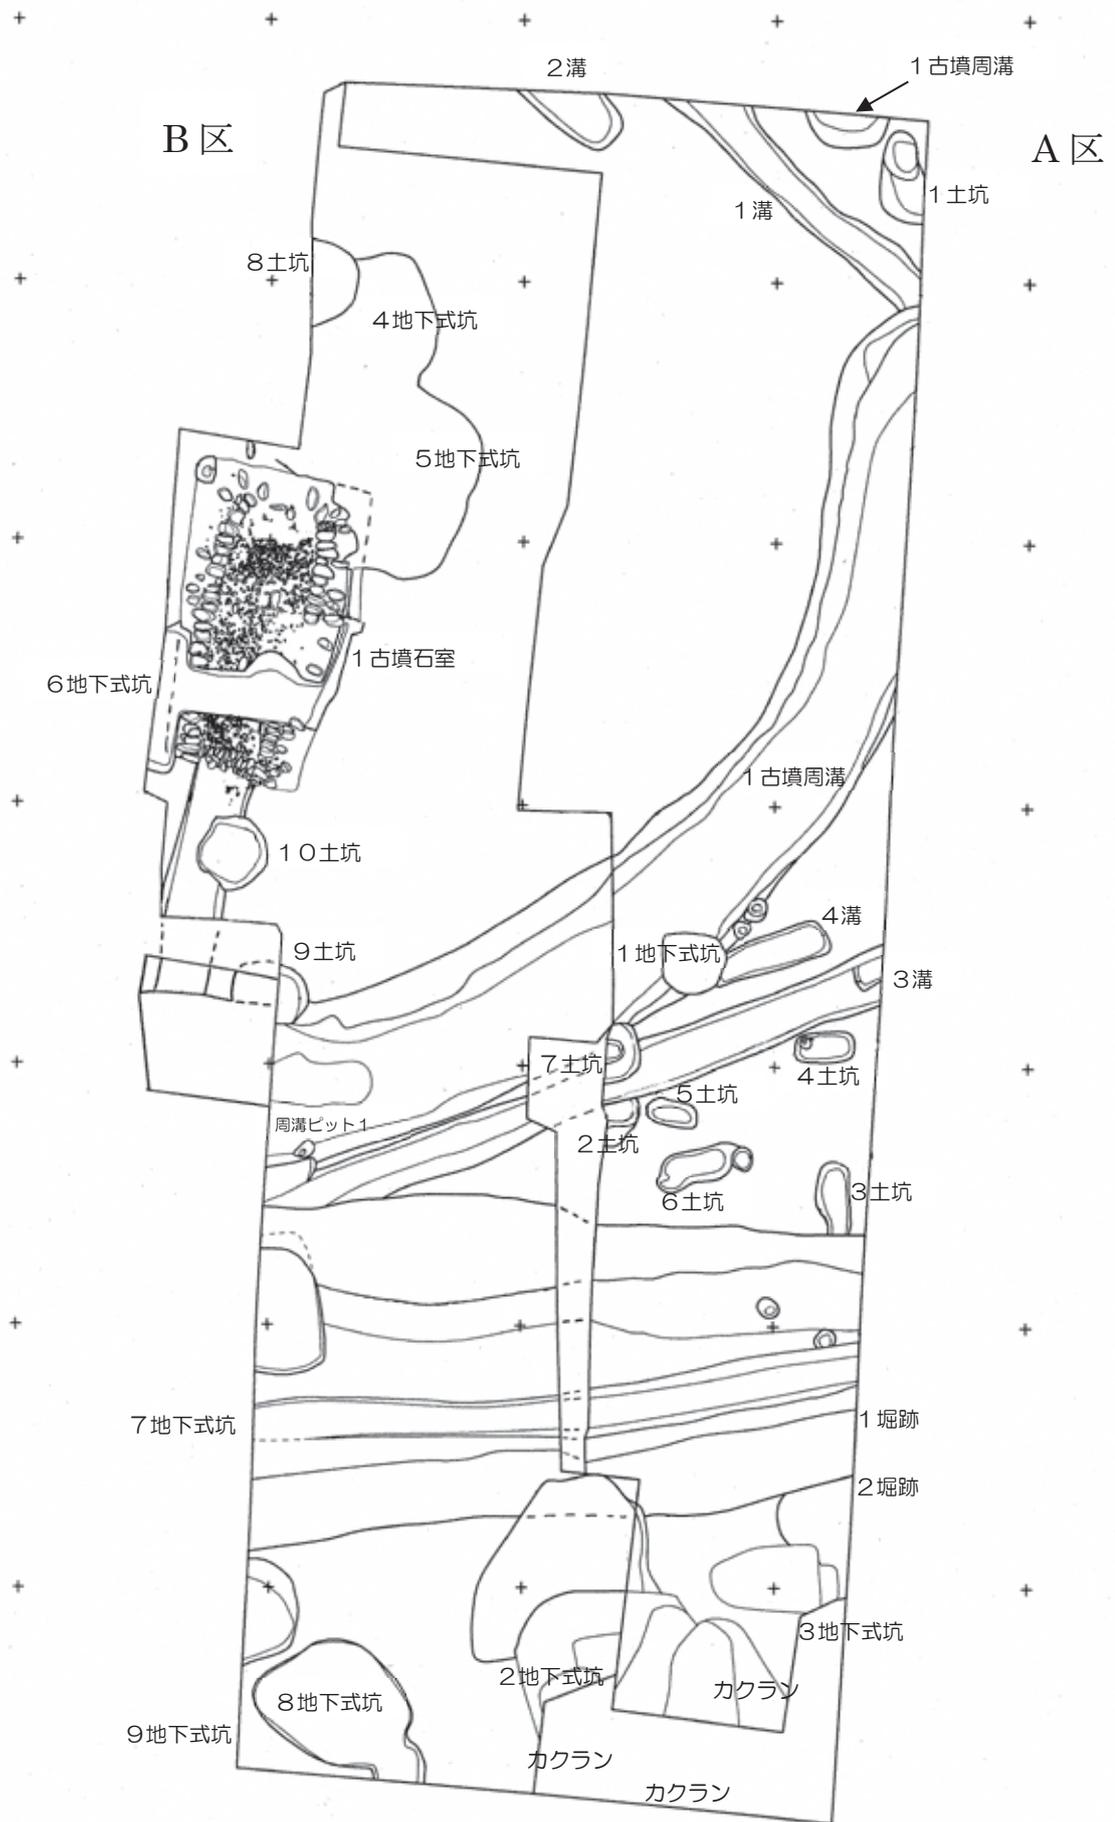 2溝
1古墳周溝
B区
A区
1土坑
1溝
8土坑
4地下式坑
5地下式坑
1古墳石室
6地下式坑
1古墳周溝
10土坑
4溝
9土坑
1地下式坑
3溝
7土坑
4土坑
5土坑
周溝ピット1
2土坑
3土坑
6土坑
1堀跡
7地下式坑
2堀跡
3地下式坑
2地下式坑
カクラン
8地下式坑
9地下式坑
カクラン
カクラン